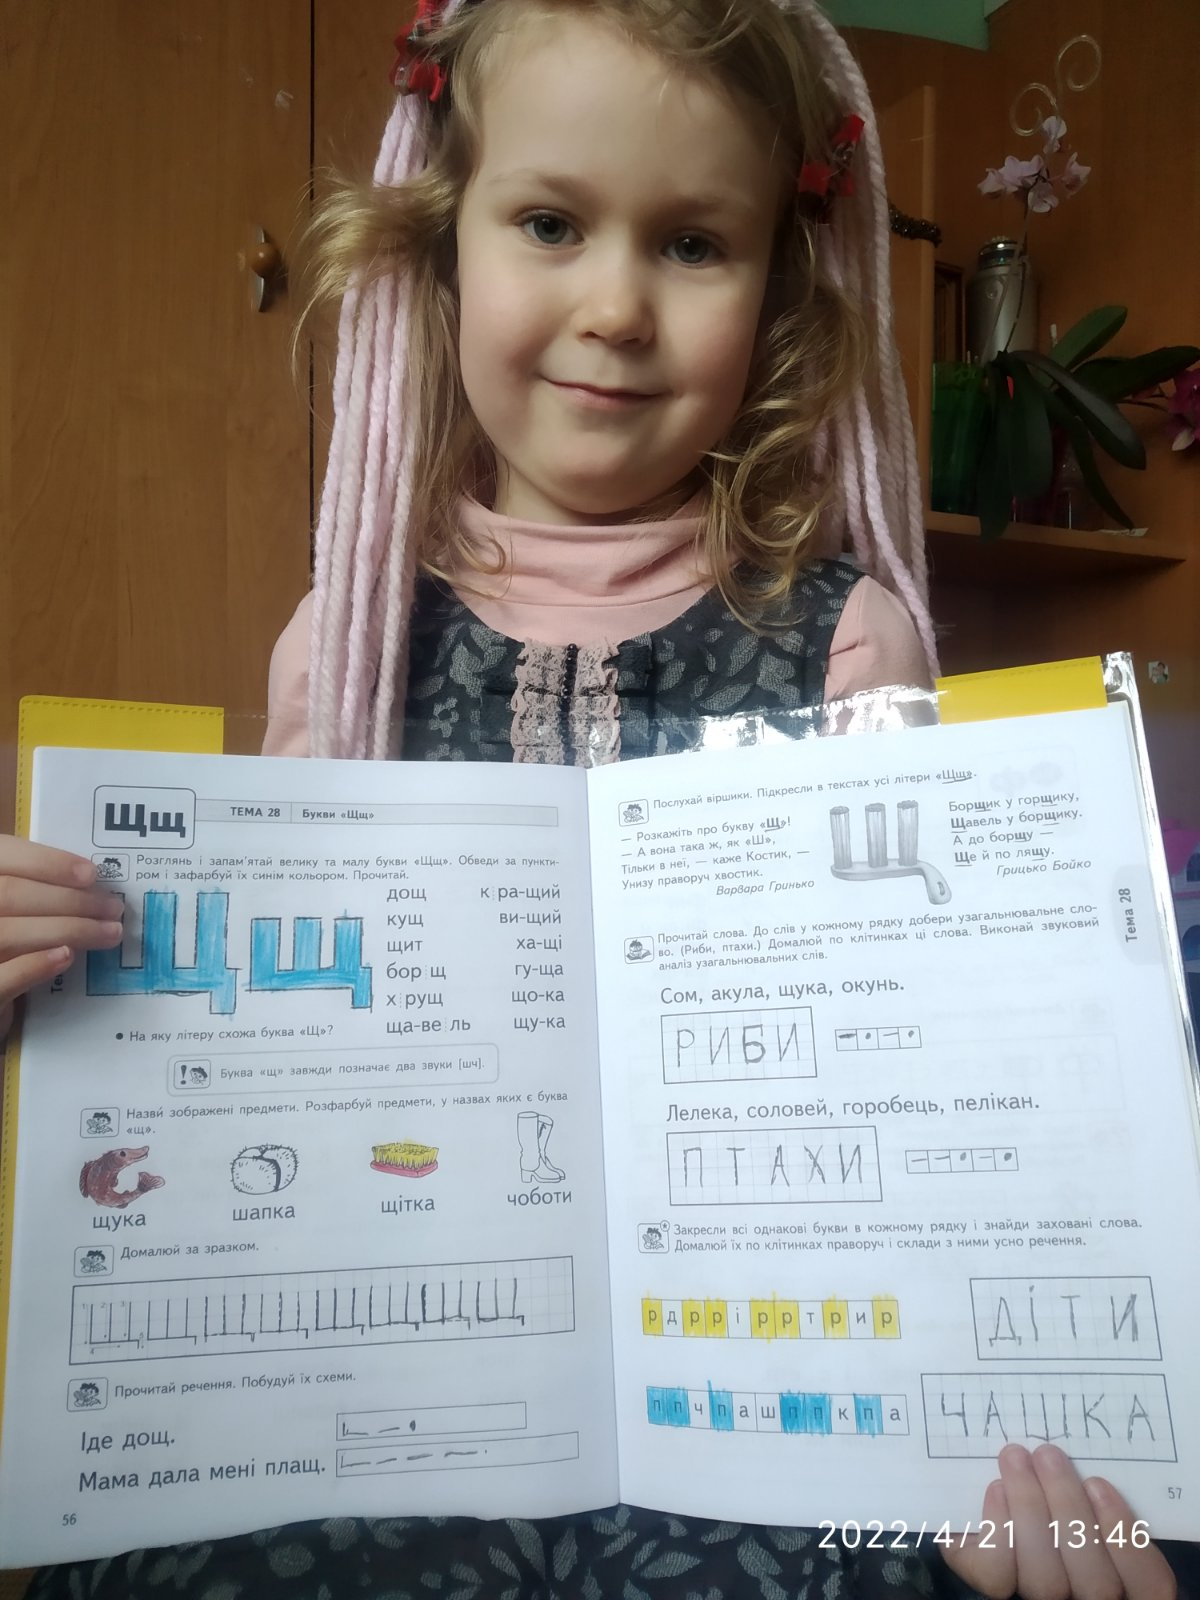 Щщ
ТЕМА 28 Букви «Щщ»
Розглянь і запам'ятай велику та малу букви «Щщ». Обведи за пункти-
ром і зафарбуй їх синім кольором. Прочитай.
Щщ
дощ к ра-щий
кущ ви-щий
щит ха-щі
бор щ гу-ща
х рущ що-ка
ща-ве ль щу-ка
• На яку літеру схожа буква «Щ»?
! Буква «щ» завжди позначає два звуки [шч].
Назви зображені предмети. Розфарбуй предмети, у назвах яких є буква
«щ».
щука шапка щітка чоботи
Домалюй за зразком.
Прочитай речення. Побудуй їх схеми.
Іде дощ.
Мама дала мені плащ.
56
Послухай віршики. Підкресли в текстах усі літери «Щщ».
— Розкажіть про букву «Щ»!
— А вона така ж, як «Ш»,
Тільки в неї, — каже Костик, —
Унизу праворуч хвостик.
Варвара Гринько
Борщик у горщику,
Щавель у борщику.
А до борщу —
Ще й по лящу.
Грицько Бойко
Тема 28
Прочитай слова. До слів у кожному рядку добери узагальнювальне сло-
во. (Риби, птахи.) Домалюй по клітинках ці слова. Виконай звуковий
аналіз узагальнювальних слів.
Сом, акула, щука, окунь.
РИБИ
Лелека, соловей, горобець, пелікан.
ПТАХИ
Закресли всі однакові букви в кожному рядку і знайди заховані слова.
Домалюй їх по клітинках праворуч і склади з ними усно речення.
р д р р і р р т р и р
ДІТИ
п п ч п а ш п п к п а
ЧАШКА
57
2022/4/21 13:46